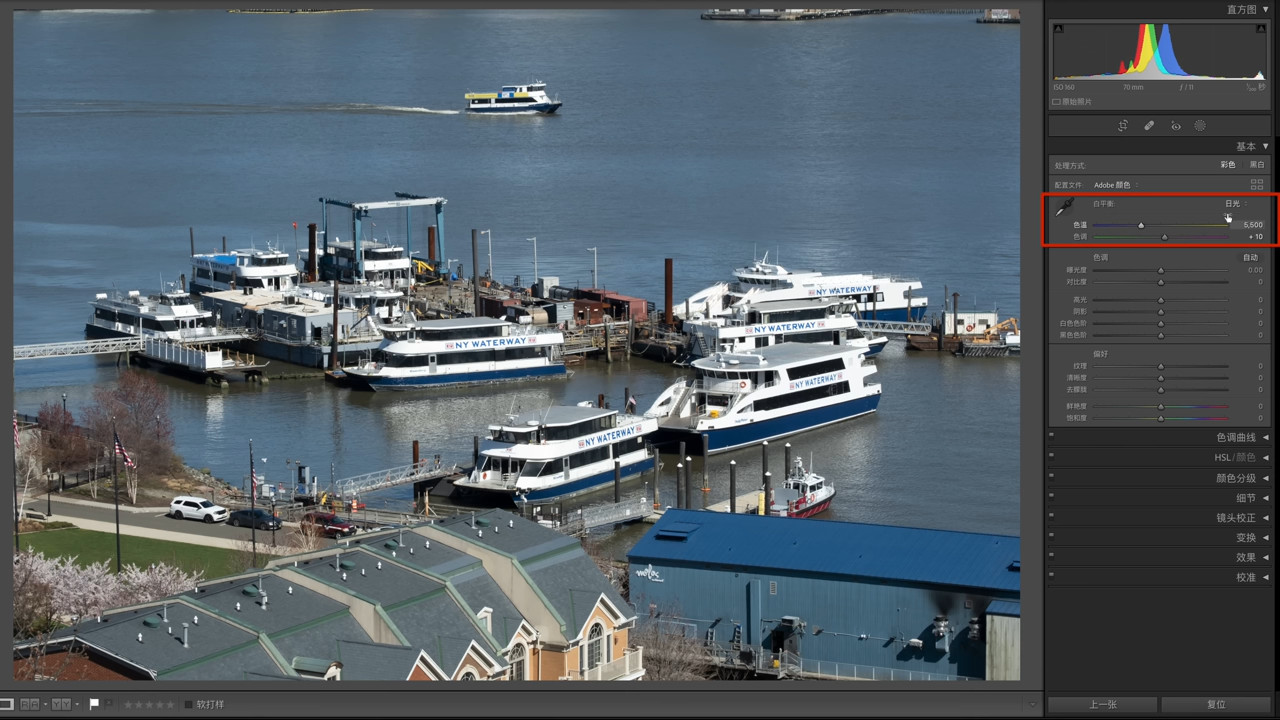 直方图
ISO 160 70 mm ƒ / 11 秒
原始照片
基本
处理方式: 彩色 黑白
配置文件: Adobe 颜色
白平衡: 日光
色温 5,500
色调 + 10
色调 自动
曝光度 0.00
对比度 0
高光 0
阴影 0
白色色阶 0
黑色色阶 0
偏好
纹理 0
清晰度 0
去朦胧 0
鲜艳度 0
饱和度 0
色调曲线
HSL / 颜色
颜色分级
细节
镜头校正
变换
效果
校准
上一张 复位
软打样
NY WATERWAY
NY WATERWAY
NY WATERWAY
NY WATERWAY
NY WATERWAY